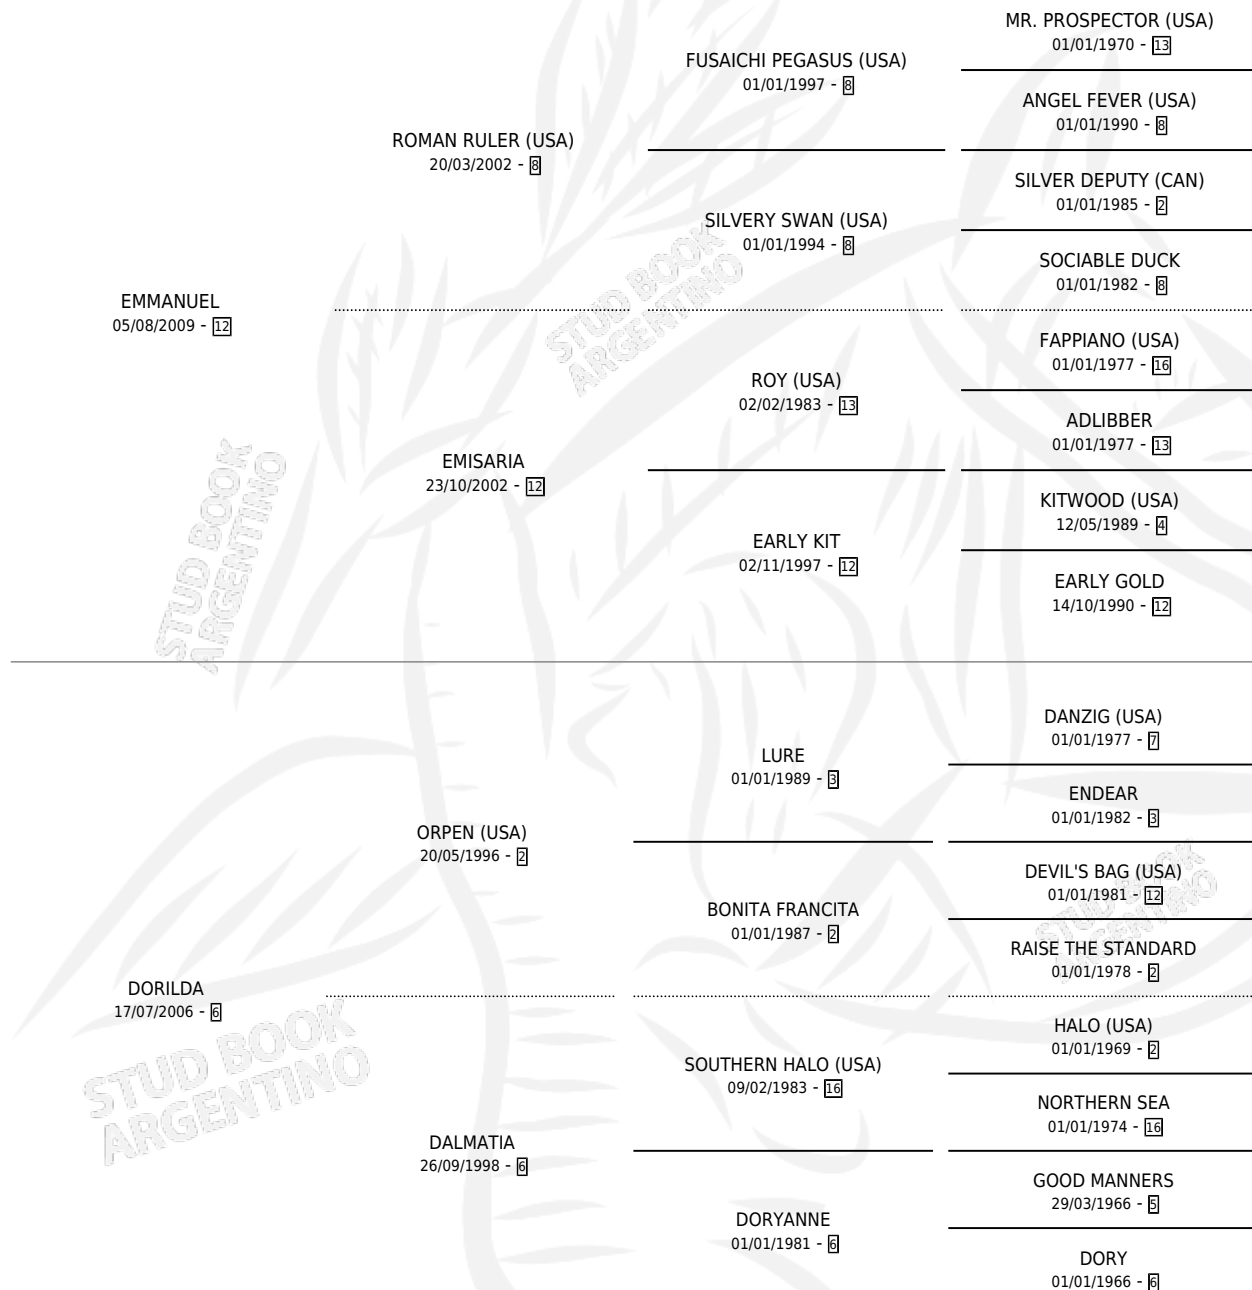 MR. PROSPECTOR (USA)
01/01/1970 - 13
FUSAICHI PEGASUS (USA)
01/01/1997 - 8
ANGEL FEVER (USA)
01/01/1990 - 8
ROMAN RULER (USA)
20/03/2002 - 8
SILVER DEPUTY (CAN)
01/01/1985 - 2
SILVERY SWAN (USA)
01/01/1994 - 8
SOCIABLE DUCK
01/01/1982 - 8
EMMANUEL
05/08/2009 - 12
FAPPIANO (USA)
01/01/1977 - 16
ROY (USA)
02/02/1983 - 13
ADLIBBER
01/01/1977 - 13
EMISARIA
23/10/2002 - 12
KITWOOD (USA)
12/05/1989 - 4
EARLY KIT
02/11/1997 - 12
EARLY GOLD
14/10/1990 - 12
DANZIG (USA)
01/01/1977 - 7
LURE
01/01/1989 - 3
ENDEAR
01/01/1982 - 3
ORPEN (USA)
20/05/1996 - 2
DEVIL'S BAG (USA)
01/01/1981 - 12
BONITA FRANCITA
01/01/1987 - 2
RAISE THE STANDARD
01/01/1978 - 2
DORILDA
17/07/2006 - 6
HALO (USA)
01/01/1969 - 2
SOUTHERN HALO (USA)
09/02/1983 - 16
NORTHERN SEA
01/01/1974 - 16
DALMATIA
26/09/1998 - 6
GOOD MANNERS
29/03/1966 - 5
DORYANNE
01/01/1981 - 6
DORY
01/01/1966 - 6
STUD BOOK
ARGENTINO
STUD BOOK
ARGENTINO
STUD BOOK
ARGENTINO
STUD BOOK
ARGENTINO